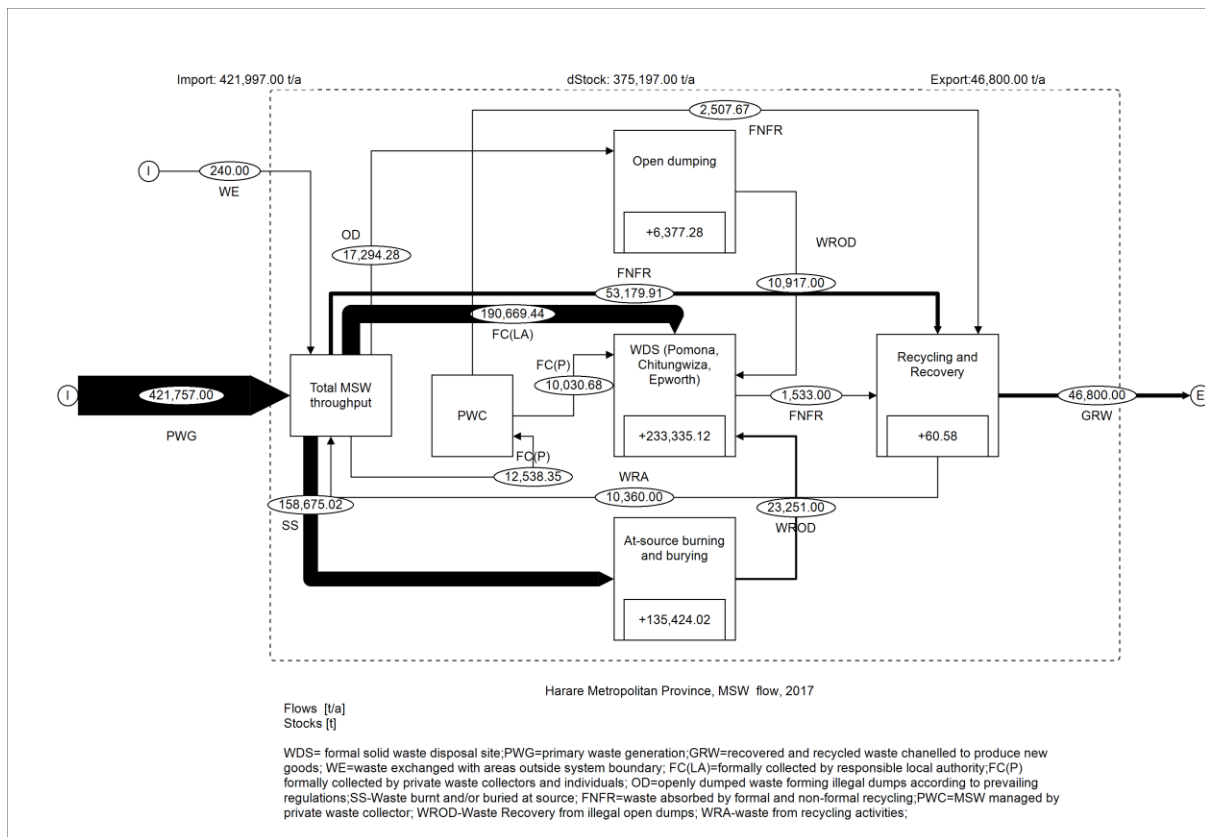 Import: 421,997.00 t/a
dStock: 375,197.00 t/a
Export:46,800.00 t/a
2,507.67
FNFR
Open dumping
+6,377.28
I
240.00
WE
OD
17,294.28
WROD
10,917.00
FNFR
53,179.91
190,669.44
FC(LA)
WDS (Pomona,
Chitungwiza,
Epworth)
+233,335.12
Recycling and
Recovery
+60.58
FC(P)
10,030.68
Total MSW
throughput
PWC
I
421,757.00
PWG
1,533.00
FNFR
46,800.00
GRW
E
FC(P)
12,538.35
WRA
10,360.00
158,675.02
SS
23,251.00
WROD
At-source burning
and burying
+135,424.02
Harare Metropolitan Province, MSW flow, 2017
Flows [t/a]
Stocks [t]
WDS= formal solid waste disposal site;PWG=primary waste generation;GRW=recovered and recycled waste chanelled to produce new
goods; WE=waste exchanged with areas outside system boundary; FC(LA)=formally collected by responsible local authority;FC(P)
formally collected by private waste collectors and individuals; OD=openly dumped waste forming illegal dumps according to prevailing
regulations;SS-Waste burnt and/or buried at source; FNFR=waste absorbed by formal and non-formal recycling;PWC=MSW managed by
private waste collector; WROD-Waste Recovery from illegal open dumps; WRA-waste from recycling activities;